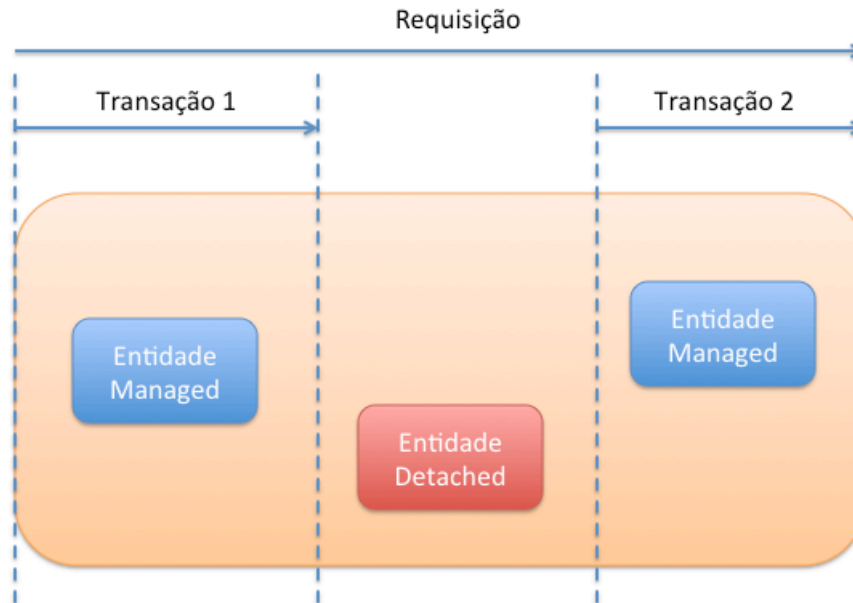 Requisição
Transação 1
Transação 2
Entidade
Managed
Entidade
Detached
Entidade
Managed